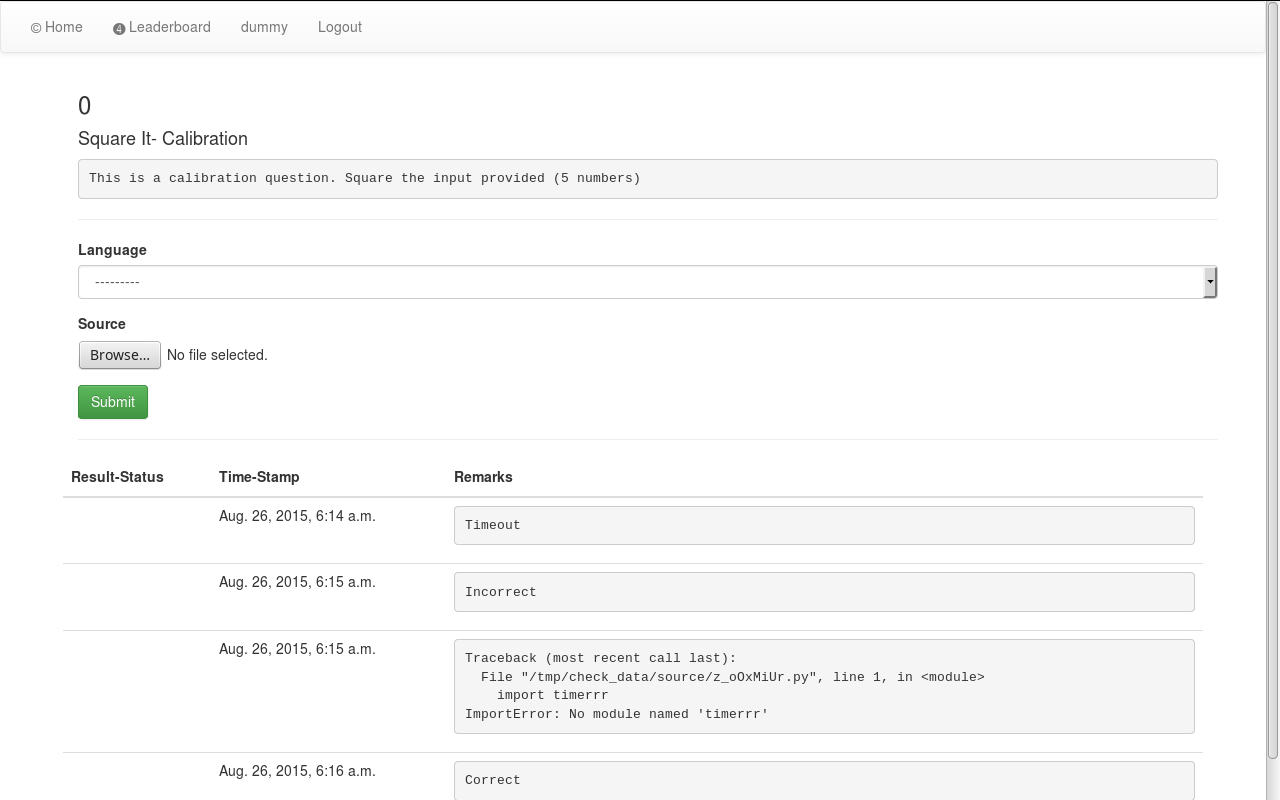 © Home 4 Leaderboard dummy Logout
0
Square It- Calibration
This is a calibration question. Square the input provided (5 numbers)
Language
---------
Source
Browse... No file selected.
Submit
Result-Status Time-Stamp Remarks
Aug. 26, 2015, 6:14 a.m. Timeout
Aug. 26, 2015, 6:15 a.m. Incorrect
Aug. 26, 2015, 6:15 a.m. Traceback (most recent call last):
File "/tmp/check_data/source/z_oOxMiUr.py", line 1, in <module>
import timerrr
ImportError: No module named 'timerrr'
Aug. 26, 2015, 6:16 a.m. Correct